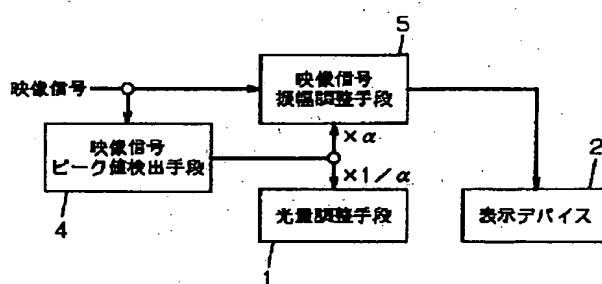 5
映像信号
映像信号
振幅調整手段
映像信号
ピーク値検出手段
×α
×1/α
4
光量調整手段
1
2
表示デバイス